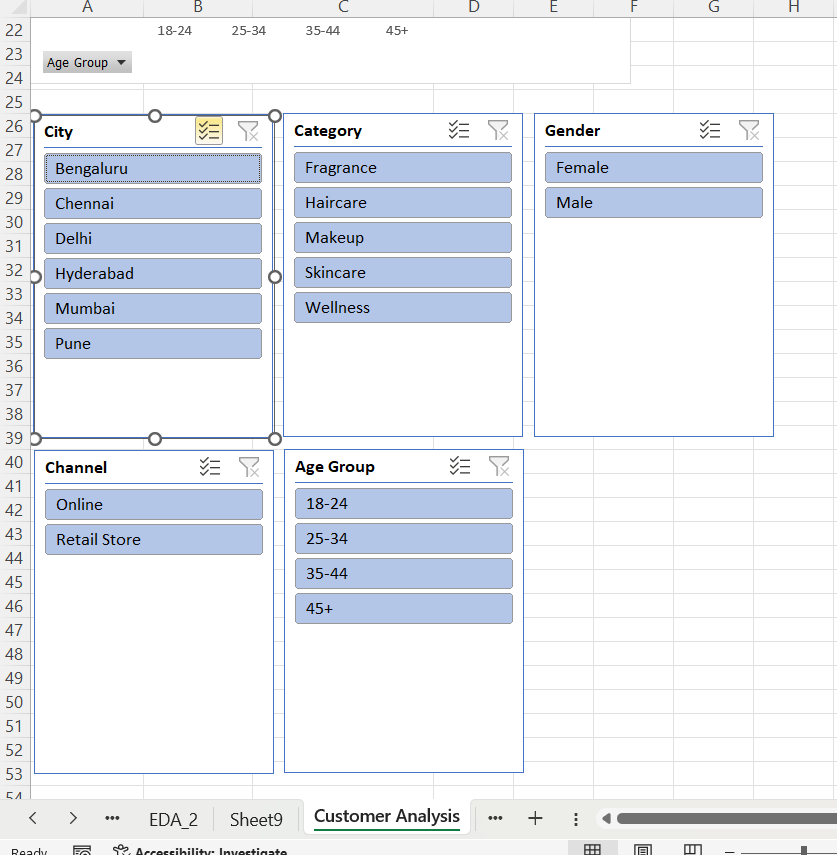 A B C D E F G H
22 18-24 25-34 35-44 45+
23 Age Group
24
25
26 City Category Gender
27
28 Bengaluru Fragrance Female
29 Chennai Haircare Male
30
31 Delhi Makeup
32 Hyderabad Skincare
33
34 Mumbai Wellness
35 Pune
36
37
38
39
40 Channel Age Group
41
42 Online 18-24
43 Retail Store 25-34
44
45 35-44
46 45+
47
48
49
50
51
52
53
54
EDA_2 Sheet9 Customer Analysis
Ready Accessibility: Investigate